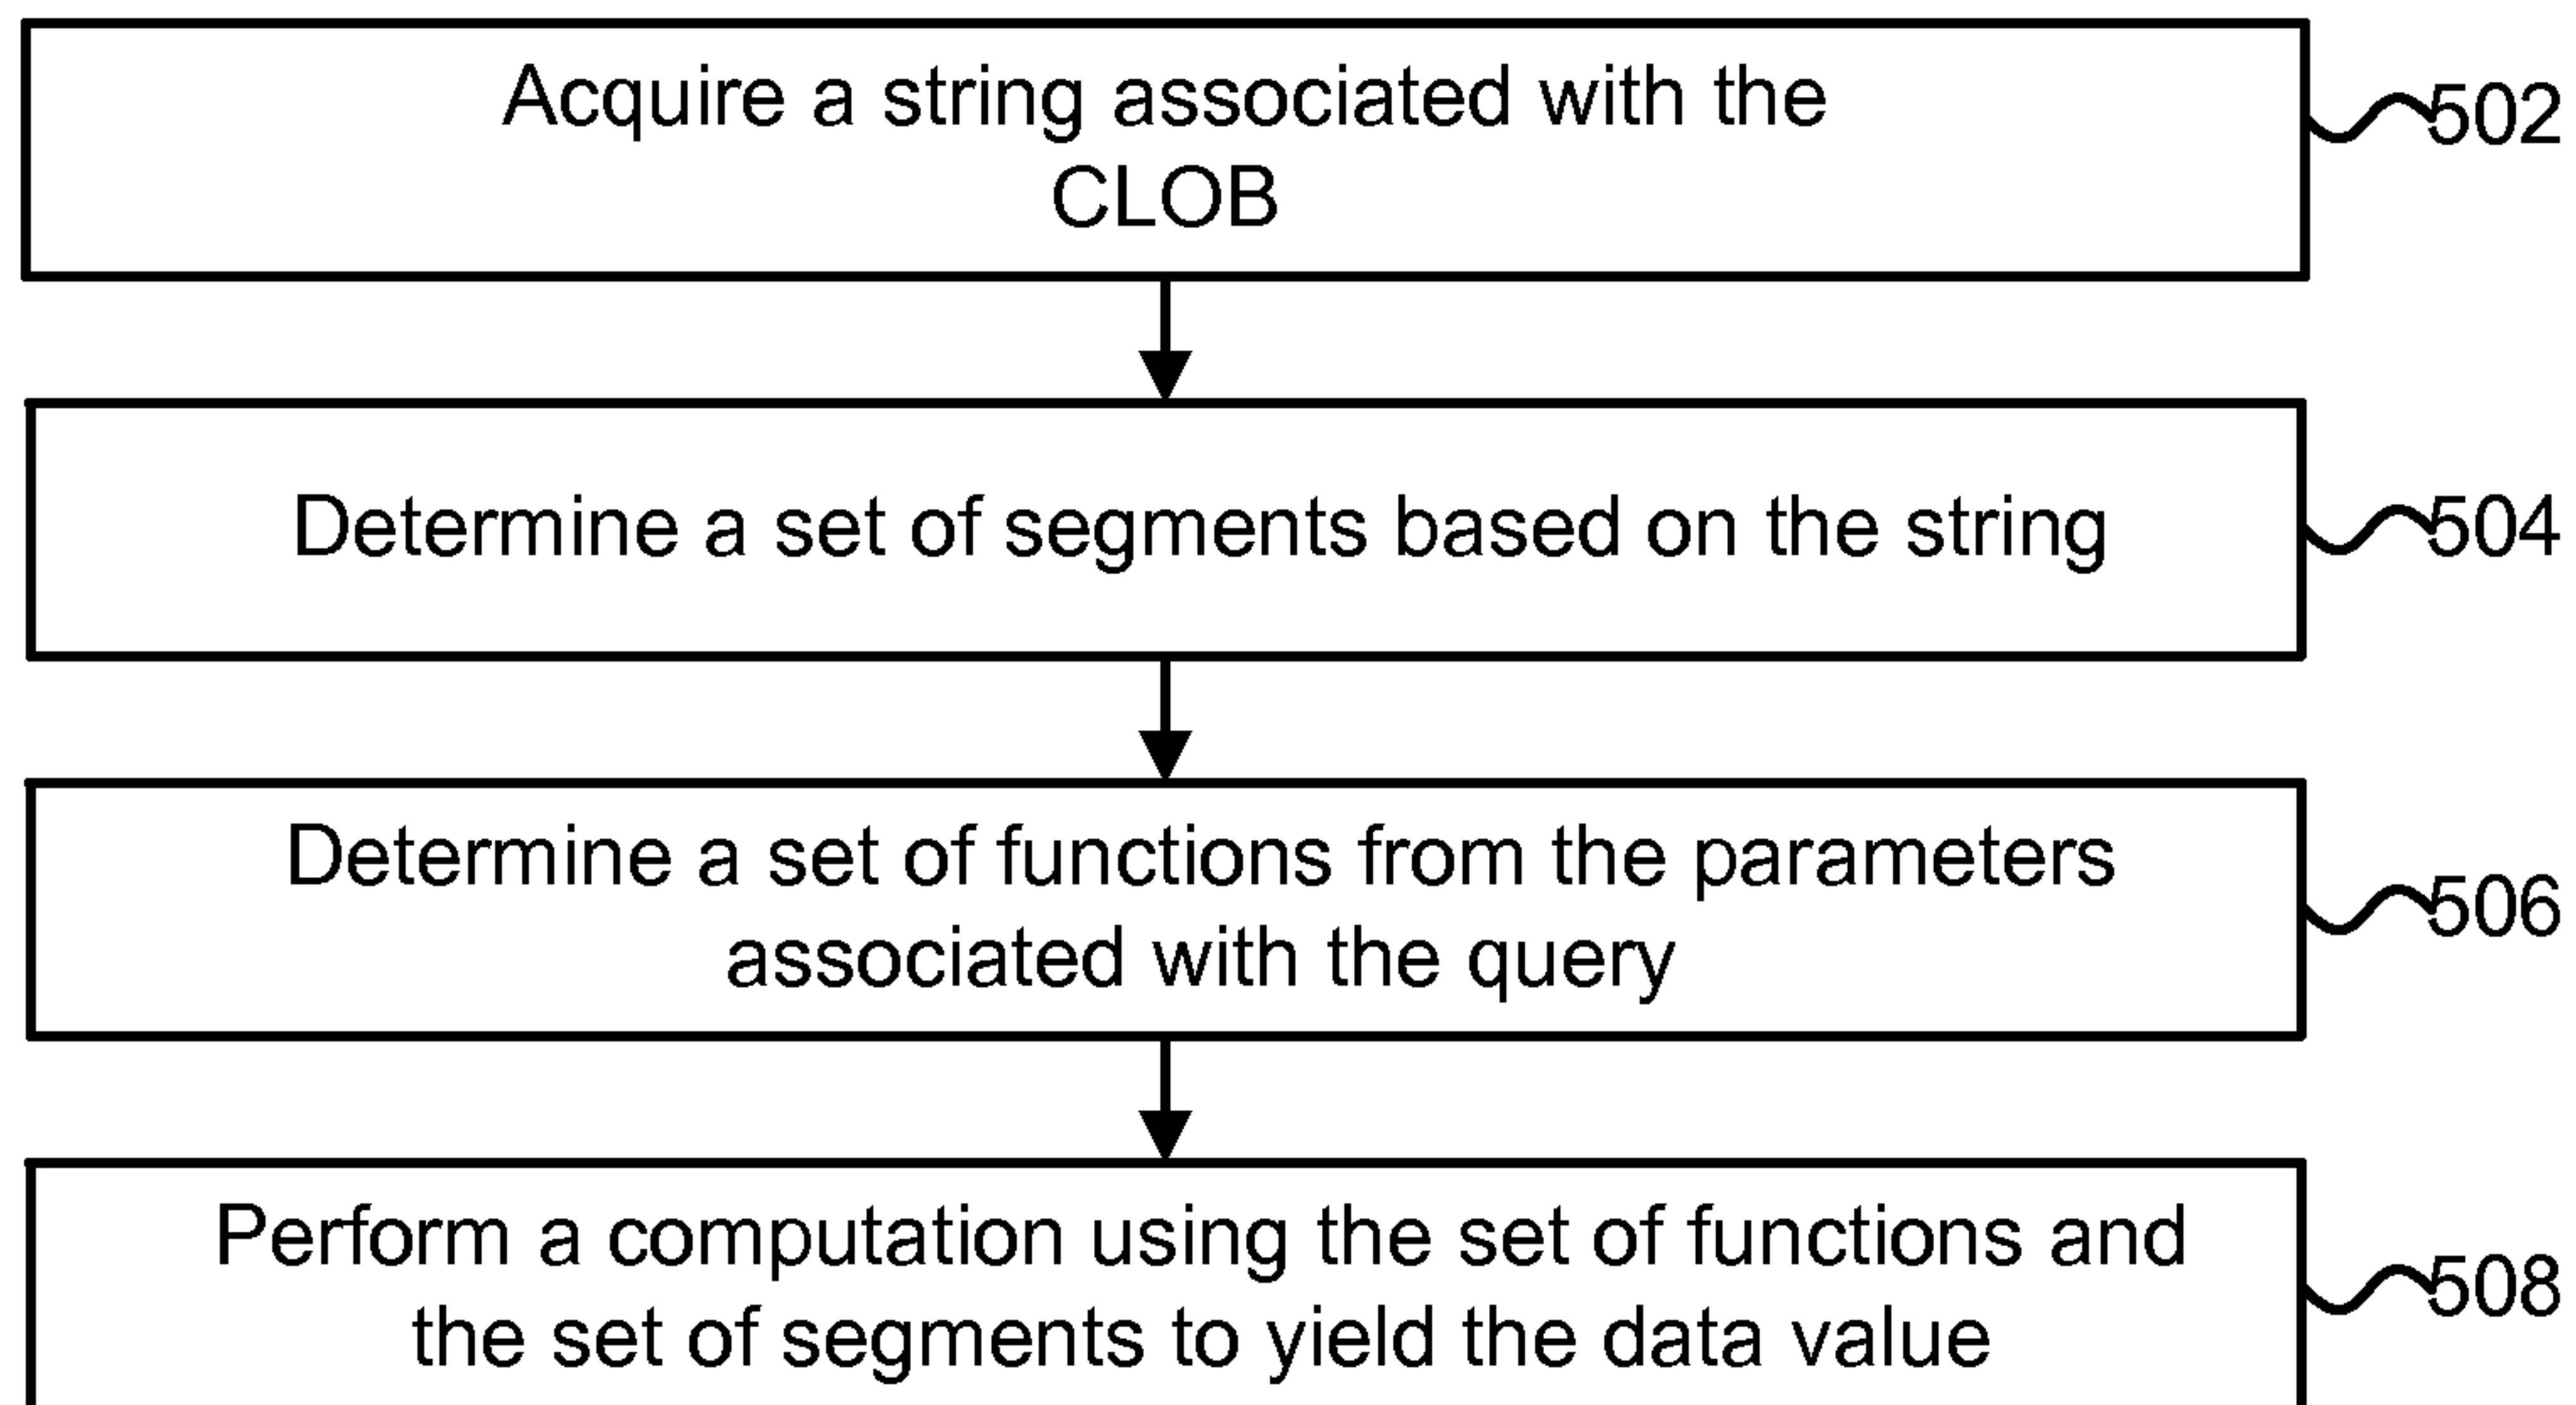 Acquire a string associated with the
CLOB
502
Determine a set of segments based on the string
504
Determine a set of functions from the parameters
associated with the query
506
Perform a computation using the set of functions and
the set of segments to yield the data value
508